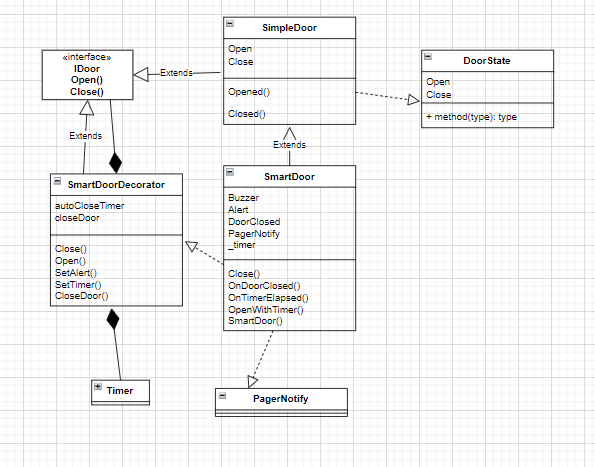 «interface»
IDoor
Open()
Close()
Extends
SimpleDoor
Open
Close
Opened()
Closed()
DoorState
Open
Close
+ method(type): type
Extends
Extends
SmartDoorDecorator
autoCloseTimer
closeDoor
Close()
Open()
SetAlert()
SetTimer()
CloseDoor()
SmartDoor
Buzzer
Alert
DoorClosed
PagerNotify
_timer
Close()
OnDoorClosed()
OnTimerElapsed()
OpenWithTimer()
SmartDoor()
Timer
PagerNotify